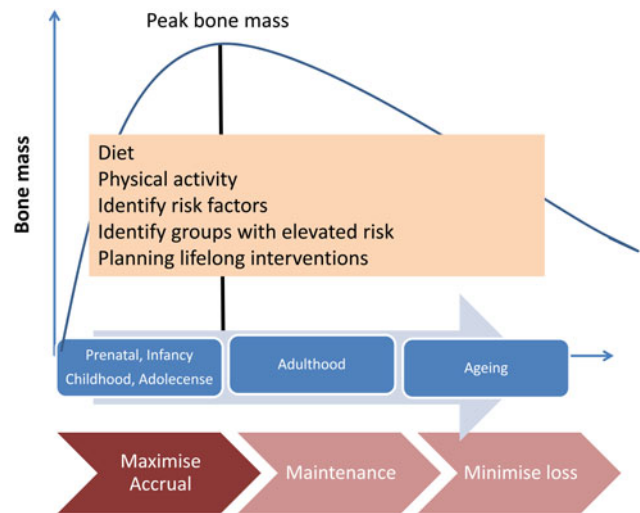 Peak bone mass
Bone mass
Diet
Physical activity
Identify risk factors
Identify groups with elevated risk
Planning lifelong interventions
Prenatal, Infancy
Childhood, Adolecense
Adulthood
Ageing
Maximise
Accrual
Maintenance
Minimise loss